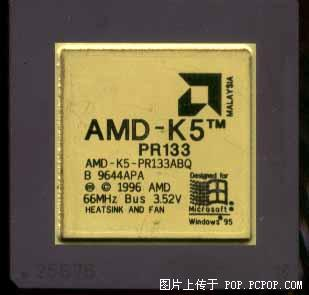 MALAYSIA
AMD-K5™
PR133
AMD-K5-PR133ABQ
B 9644APA
Ⓜ © 1996 AMD
66MHz Bus 3.52V
HEATSINK AND FAN
Designed for
Microsoft®
Windows 95
图片上传于 POP.PCPOP.COM